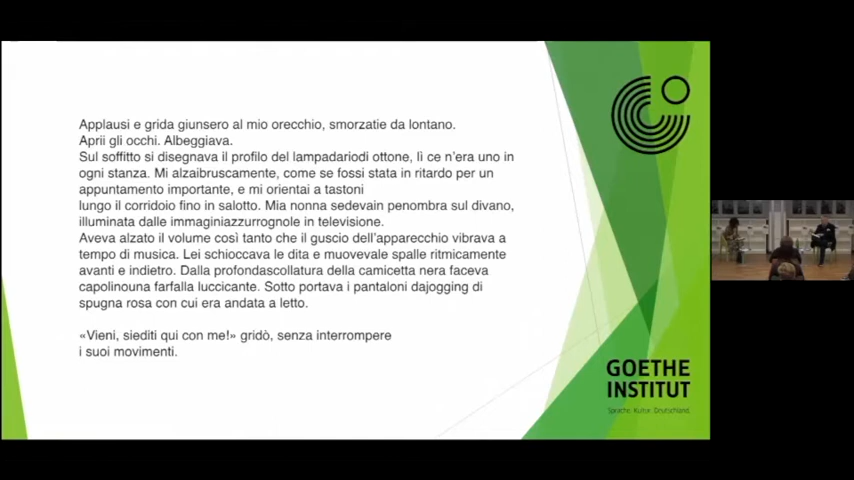 Applausi e grida giunsero al mio orecchio, smorzatie da lontano.
Aprii gli occhi. Albeggiava.
Sul soffitto si disegnava il profilo del lampadariodi ottone, lì ce n'era uno in
ogni stanza. Mi alzaibruscamente, come se fossi stata in ritardo per un
appuntamento importante, e mi orientai a tastoni
lungo il corridoio fino in salotto. Mia nonna sedevain penombra sul divano,
illuminata dalle immaginiazzurrognole in televisione.
Aveva alzato il volume così tanto che il guscio dell'apparecchio vibrava a
tempo di musica. Lei schioccava le dita e muovevale spalle ritmicamente
avanti e indietro. Dalla profondascollatura della camicetta nera faceva
capolinouna farfalla luccicante. Sotto portava i pantaloni dajogging di
spugna rosa con cui era andata a letto.
«Vieni, siediti qui con me!» gridò, senza interrompere
i suoi movimenti.
GOETHE
INSTITUT
Sprache. Kultur. Deutschland.